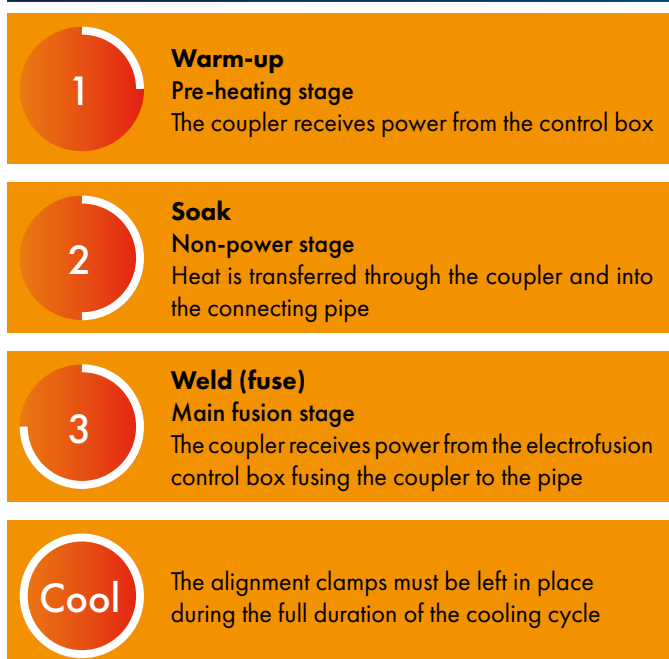 1
Warm-up
Pre-heating stage
The coupler receives power from the control box
2
Soak
Non-power stage
Heat is transferred through the coupler and into
the connecting pipe
3
Weld (fuse)
Main fusion stage
The coupler receives power from the electrofusion
control box fusing the coupler to the pipe
Cool
The alignment clamps must be left in place
during the full duration of the cooling cycle